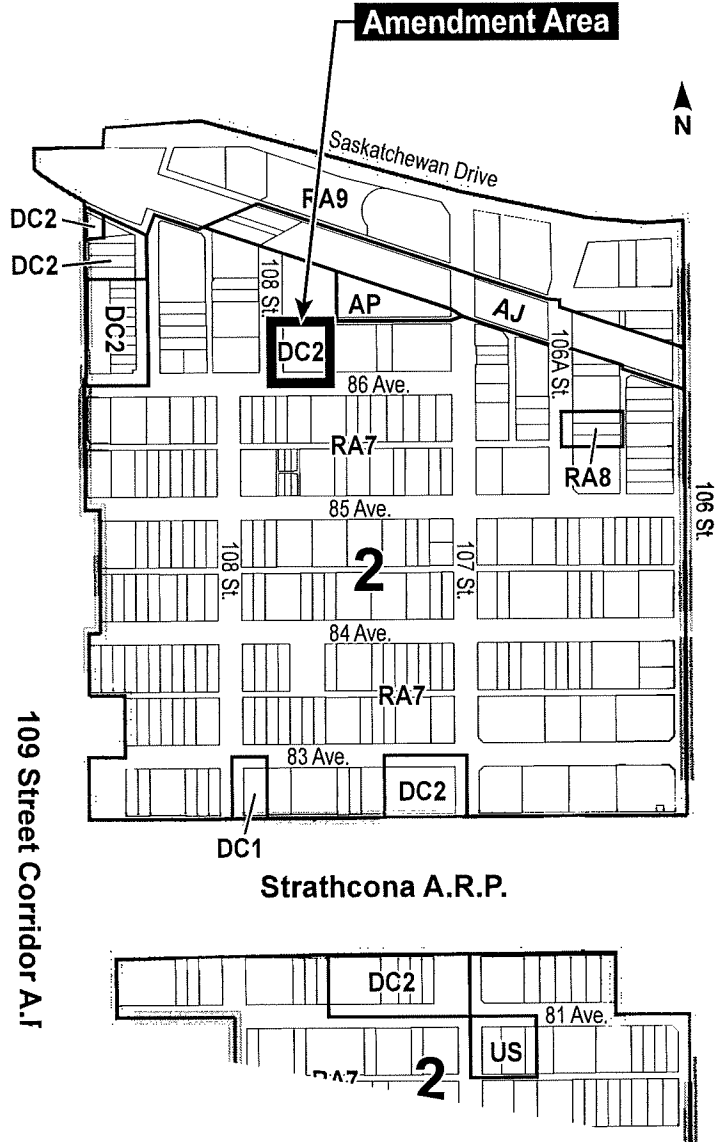 Amendment Area
N
Saskatchewan Drive
RA9
DC2
DC2
108 St.
AP
AJ
DC2
DC2
106A St.
86 Ave.
RA7
RA8
106 St.
85 Ave.
108 St.
2
107 St.
84 Ave.
RA7
83 Ave.
DC2
DC1
109 Street Corridor A.
Strathcona A.R.P.
DC2
81 Ave.
US
2